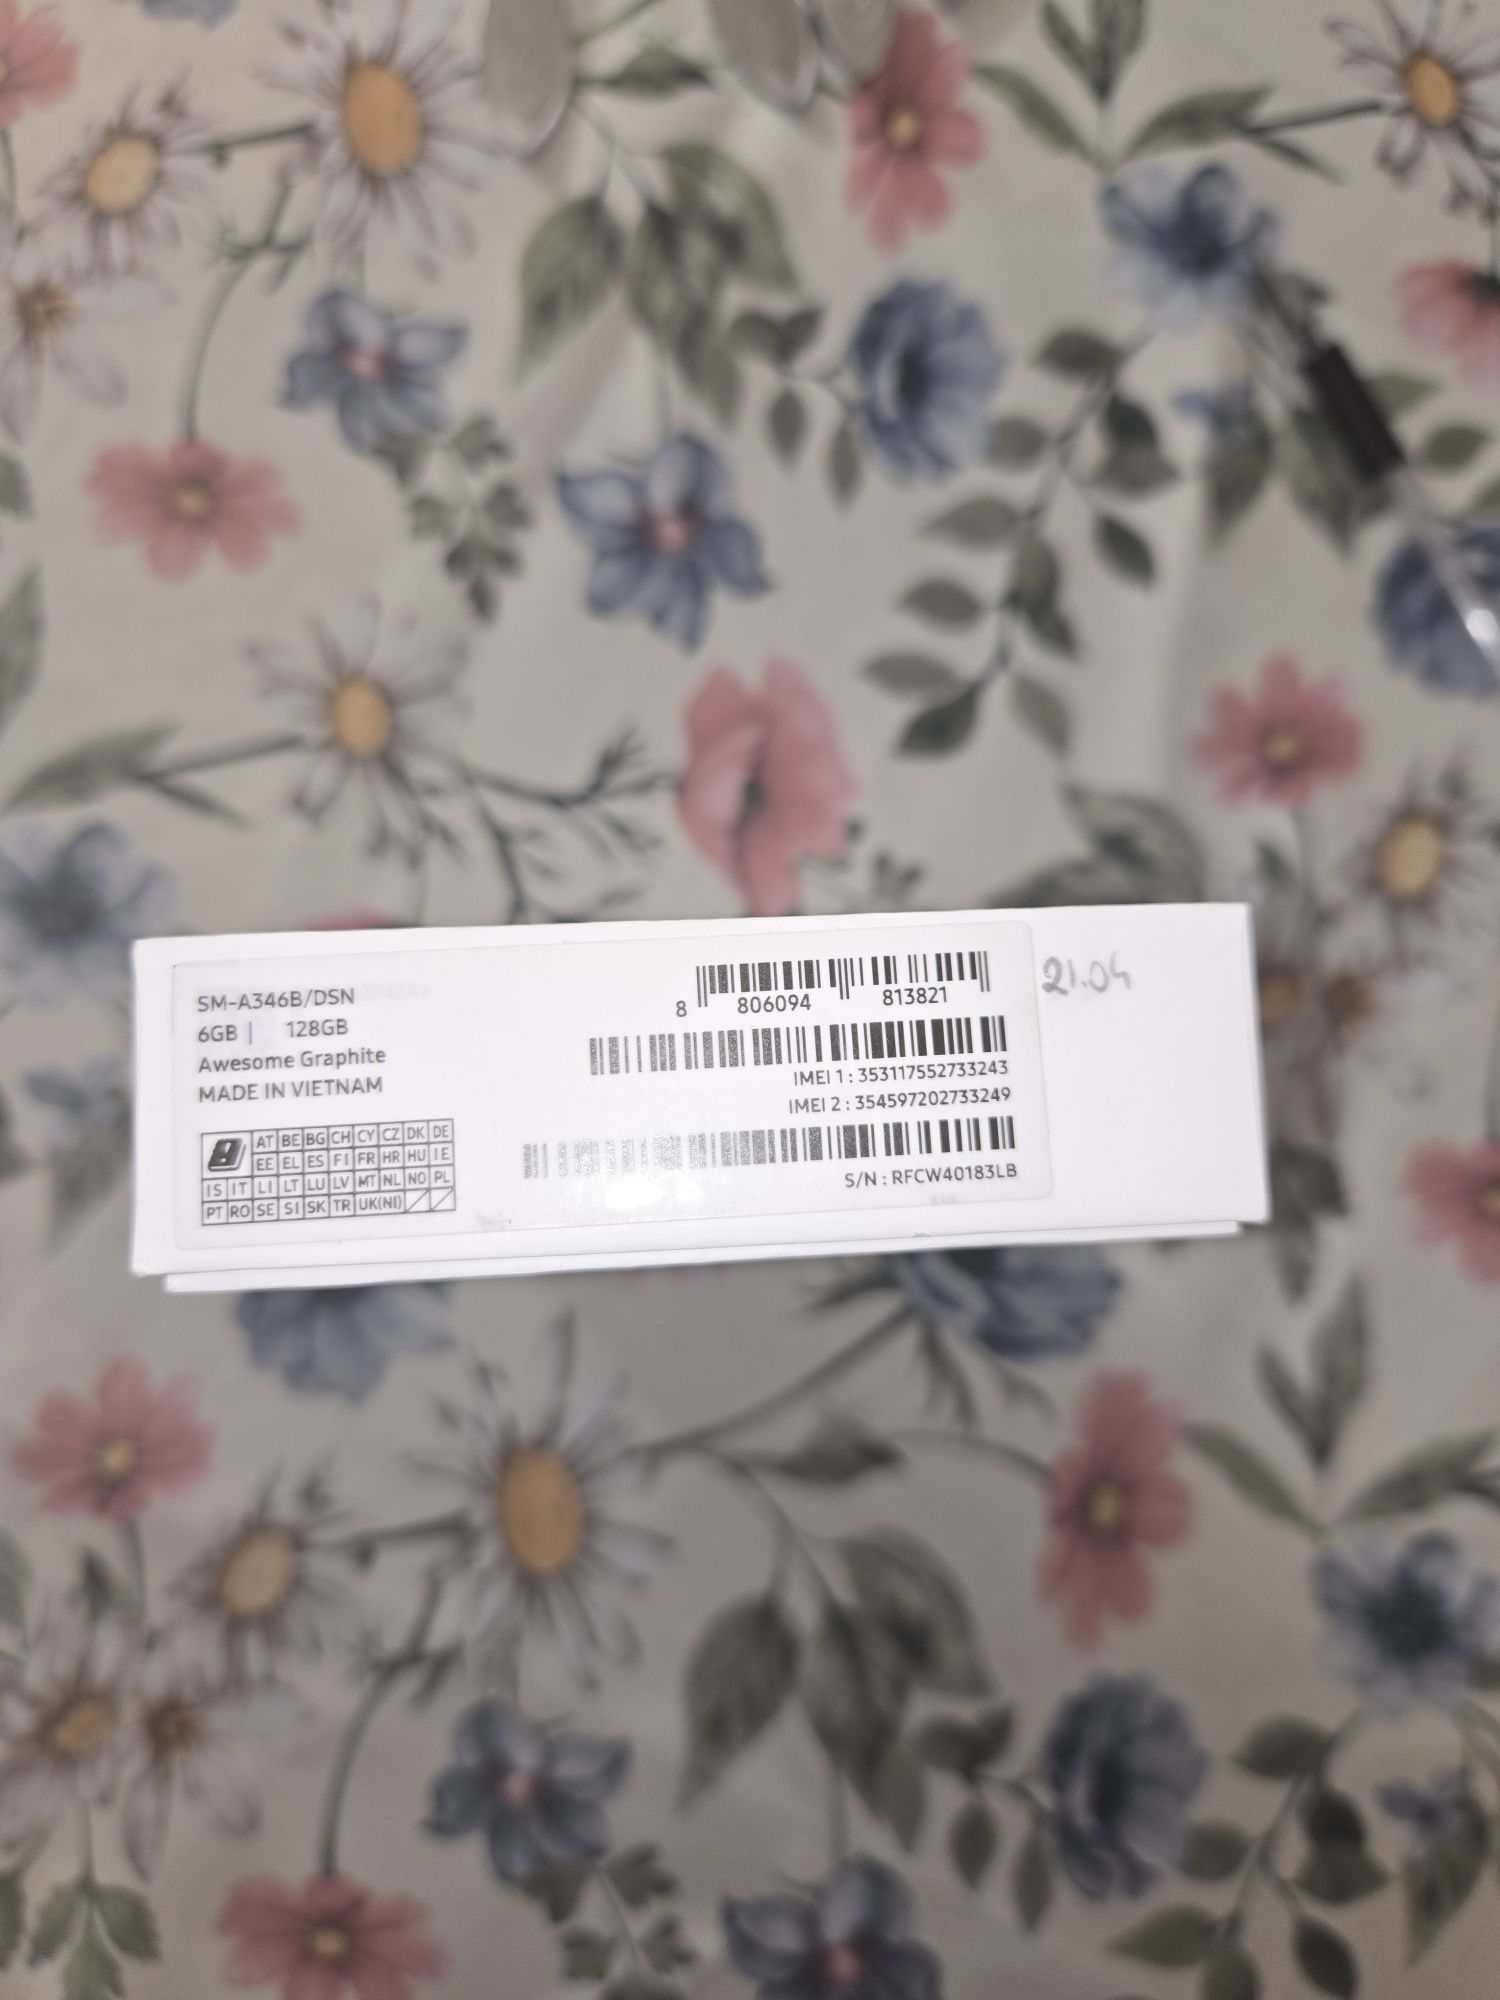 SM-A346B/DSN
6GB | 128GB
Awesome Graphite
MADE IN VIETNAM
AT BE BG CH CY CZ DK DE
EE EL ES FI FR HR HU IE
IS IT LI LT LU LV MT NL NO PL
PT RO SE SI SK TR UK(NI)
8 806094 813821
IMEI 1 : 353117552733243
IMEI 2 : 354597202733249
S/N : RFCW40183LB
21.04